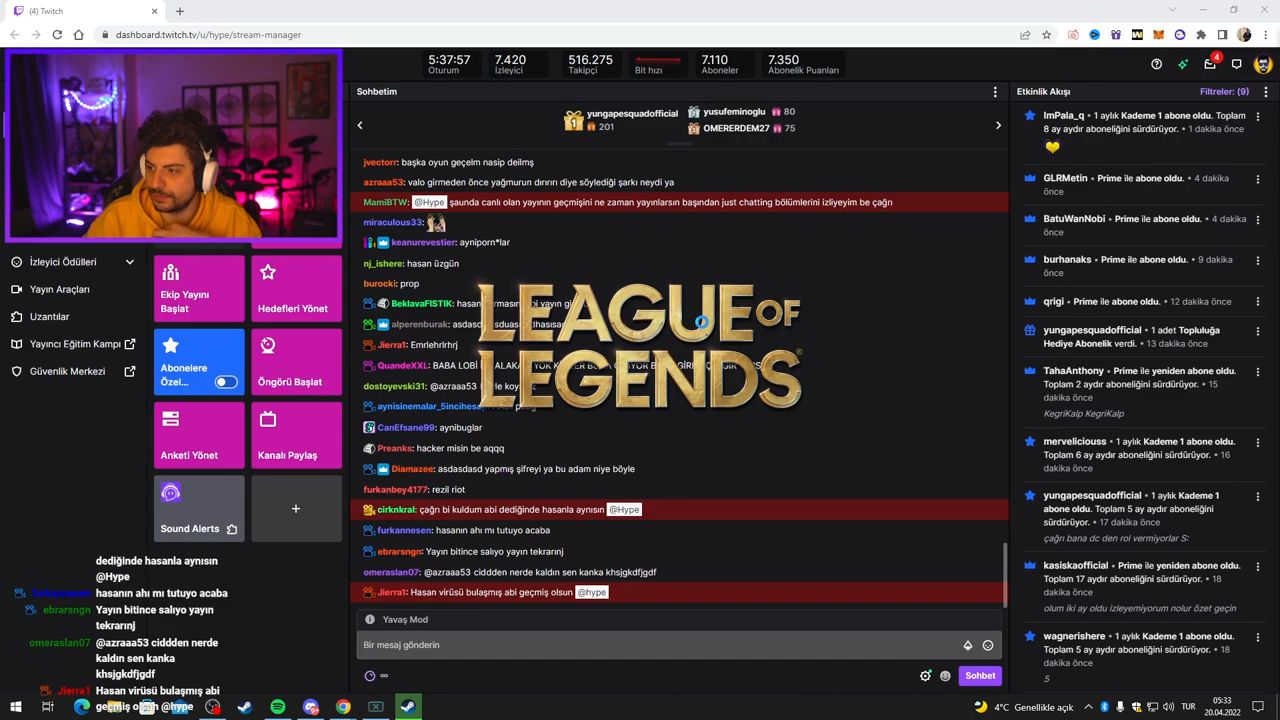 (4) Twitch
dashboard.twitch.tv/u/hype/stream-manager
5:37:57
Oturum
7.420
İzleyici
516.275
Takipçi
Bit hızı
7.110
Aboneler
7.350
Abonelik Puanları
4
İzleyici Ödülleri
Yayın Araçları
Uzantılar
Yayıncı Eğitim Kampı
Güvenlik Merkezi
Ekip Yayını
Başlat
Hedefleri Yönet
Abonelere
Özel...
Öngörü Başlat
Anketi Yönet
Kanalı Paylaş
Sound Alerts
+
dediğinde hasanla aynısın
@Hype
furkannesen: hasanın ahı mı tutuyo acaba
ebrarsngn: Yayın bitince salıyo yayın
tekrarınj
omeraslan07: @azraaa53 ciddden nerde
kaldın sen kanka
khsjgkdfjgdf
Jierra1: Hasan virüsü bulaşmış abi
geçmiş olsun @hype
Sohbetim
1
yungapesquadofficial
201
yusufeminoglu 80
OMERERDEM27 75
jvectorr: başka oyun geçelm nasip deilmş
azraaa53: valo girmeden önce yağmurun dırırırı diye söylediği şarkı neydi ya
MamiBTW: @Hype şaunda canlı olan yayının geçmişini ne zaman yayınlarsın başından just chatting bölümlerini izliyeyim be çağrı
miraculous33:
keanurevestier: ayniporn*lar
nj_ishere: hasan üzgün
burocki: prop
BeklavaFISTIK:
alperenburak:
Jierra1: Emrlehrlrhrj
QuandeXXL: BABA
dostoyevski31: @azraaa53
aynisinemalar_5incihesap
CanEfsane99: aynibuglar
Preanks: hacker misin be aqqq
Diamazee: asdasdasd yapmış şifreyi ya bu adam niye böyle
furkanbey4177: rezil riot
cirknkral: çağrı bi kuldum abi dediğinde hasanla aynısın @Hype
furkannesen: hasanın ahı mı tutuyo acaba
ebrarsngn: Yayın bitince salıyo yayın tekrarınj
omeraslan07: @azraaa53 ciddden nerde kaldın sen kanka khsjgkdfjgdf
Jierra1: Hasan virüsü bulaşmış abi geçmiş olsun @hype
LEAGUE OF
LEGENDS
Yavaş Mod
Bir mesaj gönderin
Sohbet
Etkinlik Akışı
Filtreler: (9)
ImPala_q • 1 aylık Kademe 1 abone oldu. Toplam
8 ay aydır aboneliğini sürdürüyor. • 1 dakika önce
GLRMetin • Prime ile abone oldu. • 4 dakika
önce
BatuWanNobi • Prime ile abone oldu. • 4 dakika
önce
burhanaks • Prime ile abone oldu. • 9 dakika
önce
qrigi • Prime ile abone oldu. • 12 dakika önce
yungapesquadofficial • 1 adet Topluluğa
Hediye Abonelik verdi. • 13 dakika önce
TahaAnthony • Prime ile yeniden abone oldu.
Toplam 2 aydır aboneliğini sürdürüyor. • 15
dakika önce
KegriKalp KegriKalp
merveliciouss • 1 aylık Kademe 1 abone oldu.
Toplam 6 ay aydır aboneliğini sürdürüyor. • 16
dakika önce
yungapesquadofficial • 1 aylık Kademe 1
abone oldu. Toplam 5 ay aydır aboneliğini
sürdürüyor. • 17 dakika önce
çağrı bana dc den rol vermiyorlar S:
kasiskaofficial • Prime ile yeniden abone oldu.
Toplam 17 aydır aboneliğini sürdürüyor. • 18
dakika önce
olum iki ay oldu izleyemiyorum nolur özet geçin
wagnerishere • 1 aylık Kademe 1 abone oldu.
Toplam 5 ay aydır aboneliğini sürdürüyor. • 18
dakika önce
5
4°C Genellikle açık
TUR
05:33
20.04.2022